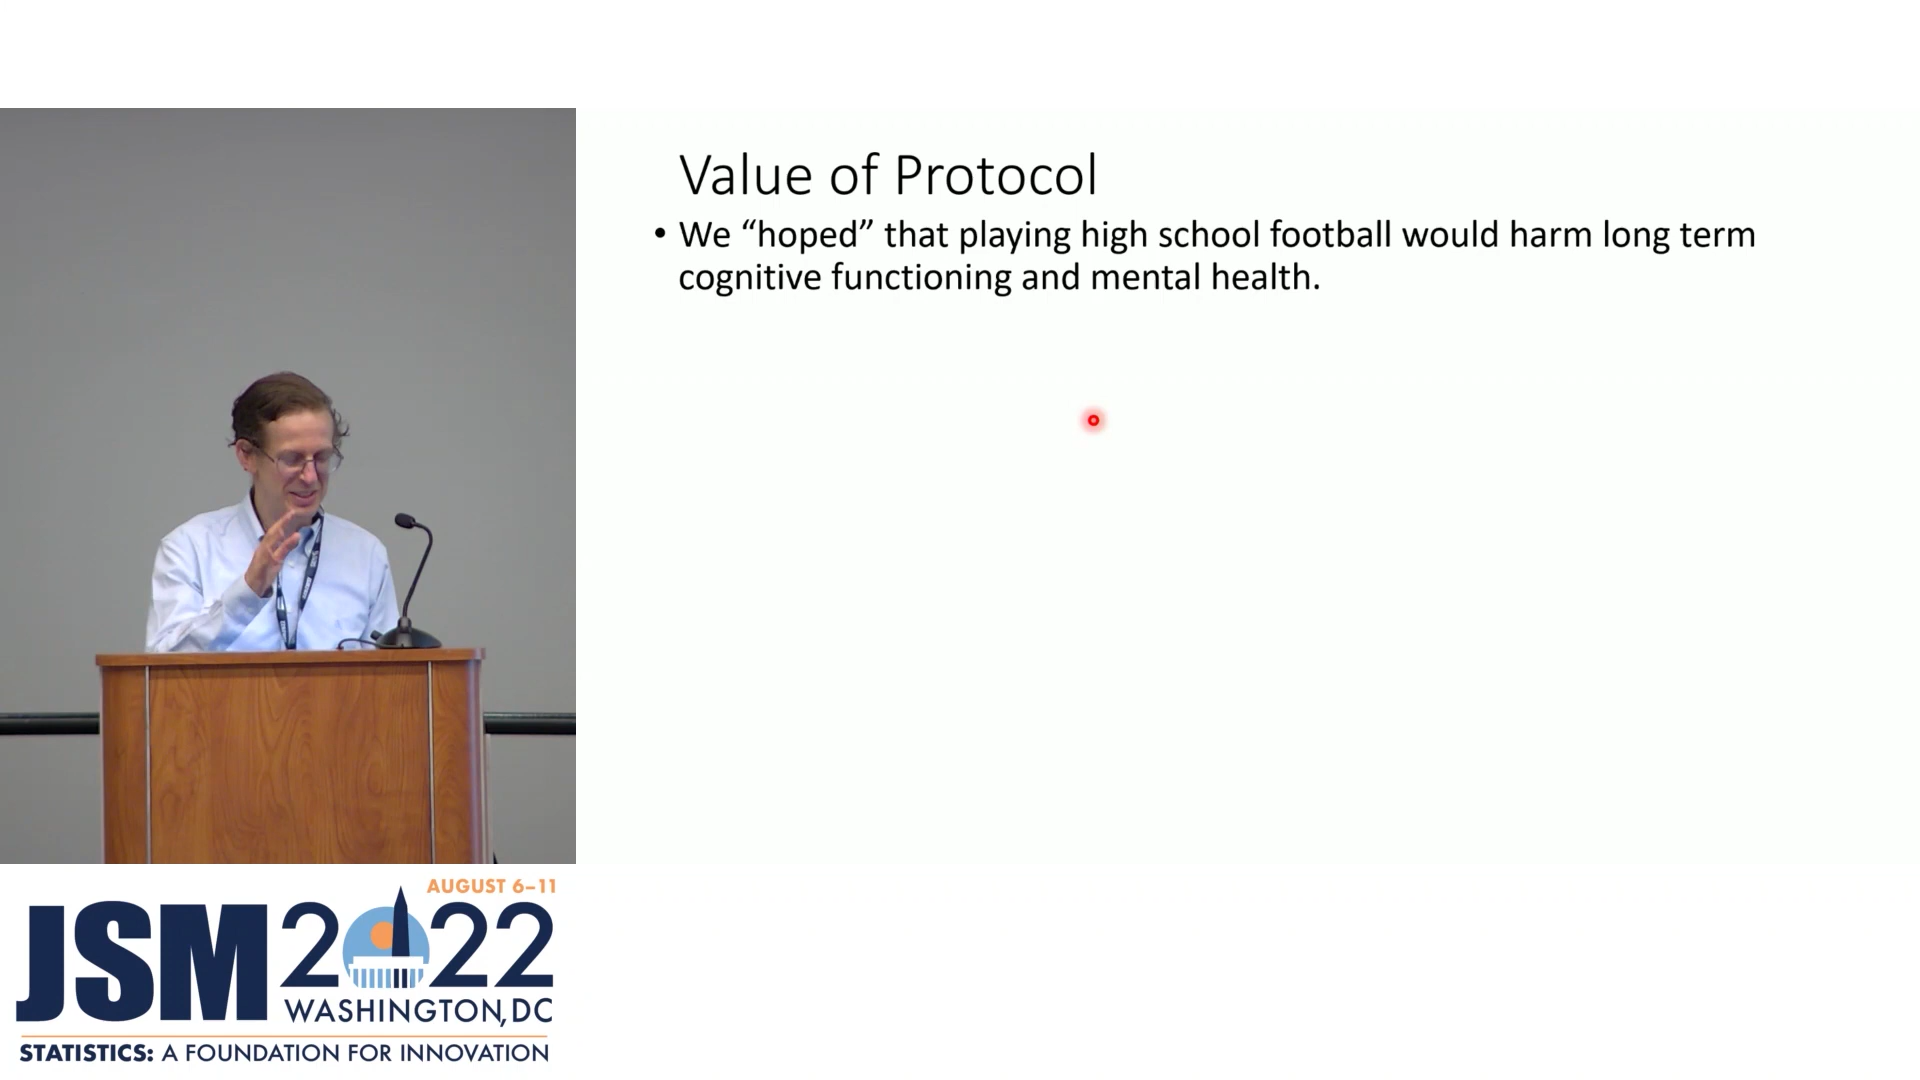 Value of Protocol
• We “hoped” that playing high school football would harm long term
cognitive functioning and mental health.
AUGUST 6–11
JSM 2022
WASHINGTON, DC
STATISTICS: A FOUNDATION FOR INNOVATION